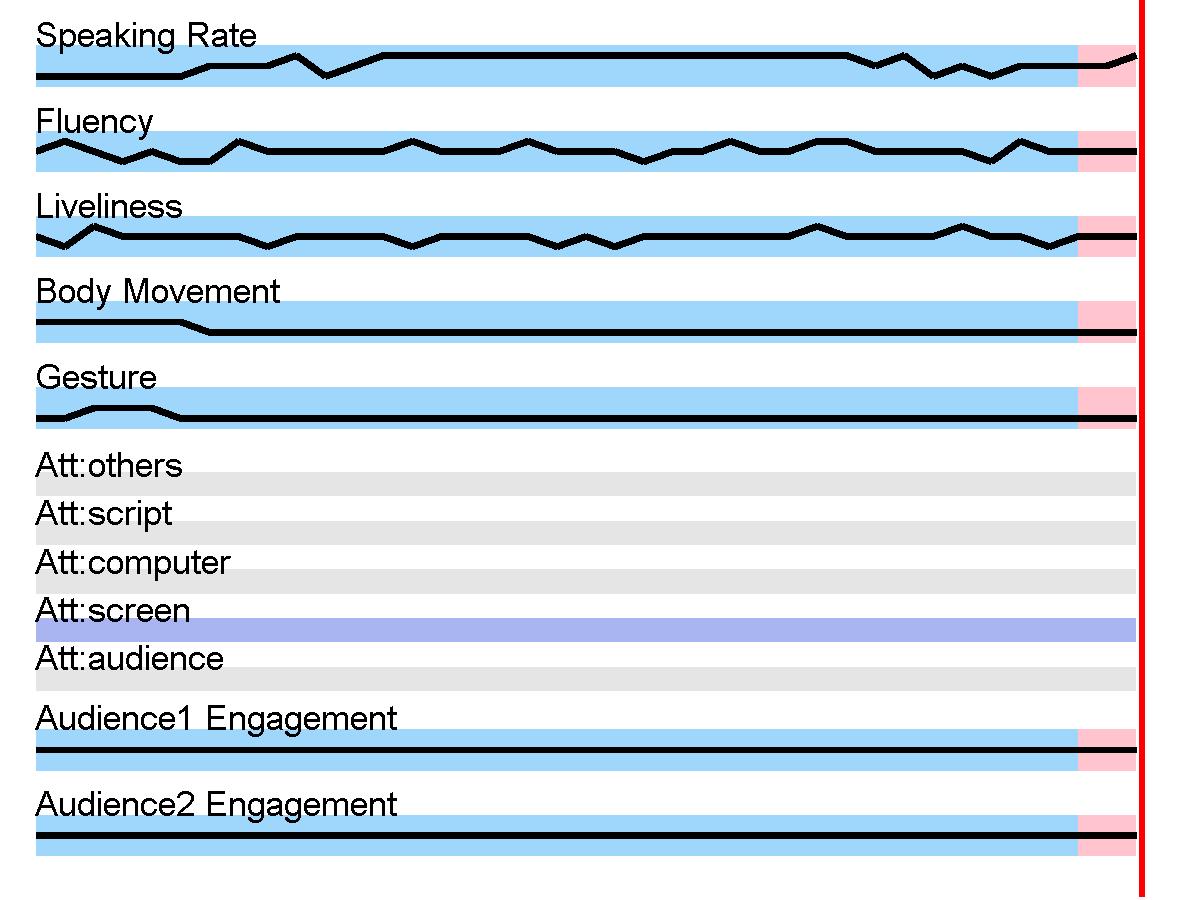 Speaking Rate
Fluency
Liveliness
Body Movement
Gesture
Att:others
Att:script
Att:computer
Att:screen
Att:audience
Audience1 Engagement
Audience2 Engagement